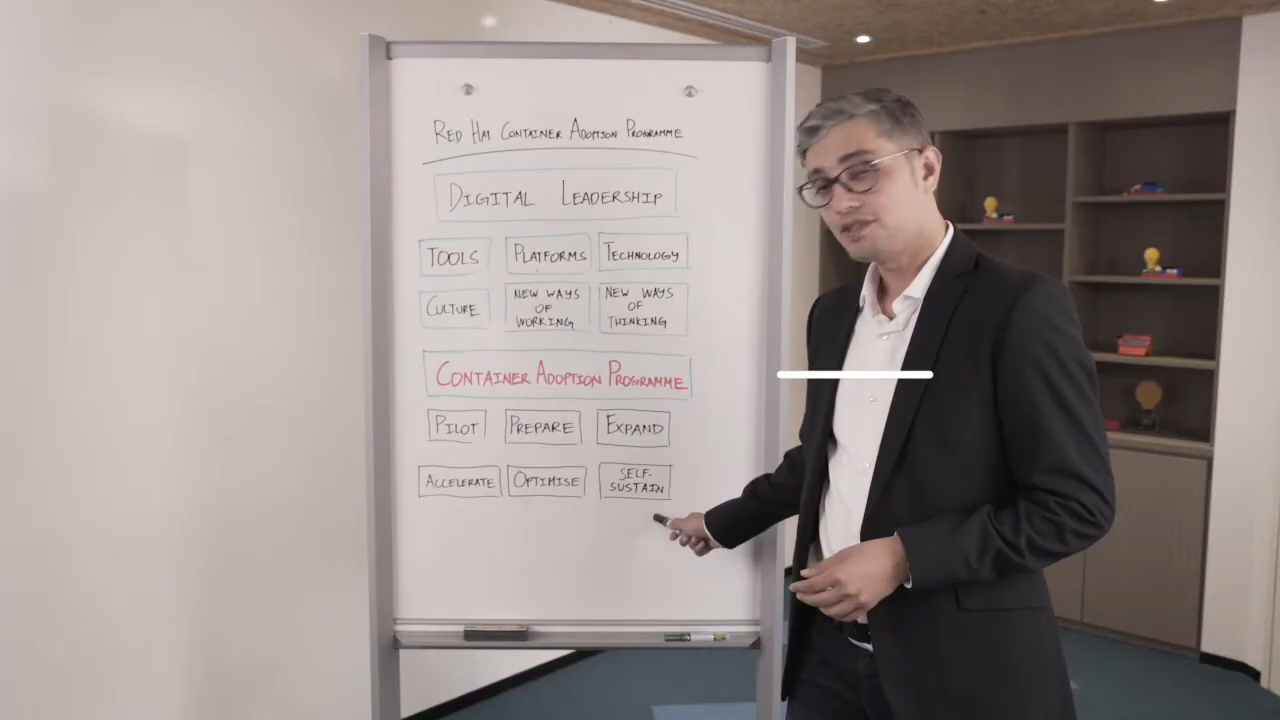 RED HAT CONTAINER ADOPTION PROGRAMME
DIGITAL LEADERSHIP
TOOLS
PLATFORMS
TECHNOLOGY
CULTURE
NEW WAYS
OF
WORKING
NEW WAYS
OF
THINKING
CONTAINER ADOPTION PROGRAMME
PILOT
PREPARE
EXPAND
ACCELERATE
OPTIMISE
SELF-
SUSTAIN